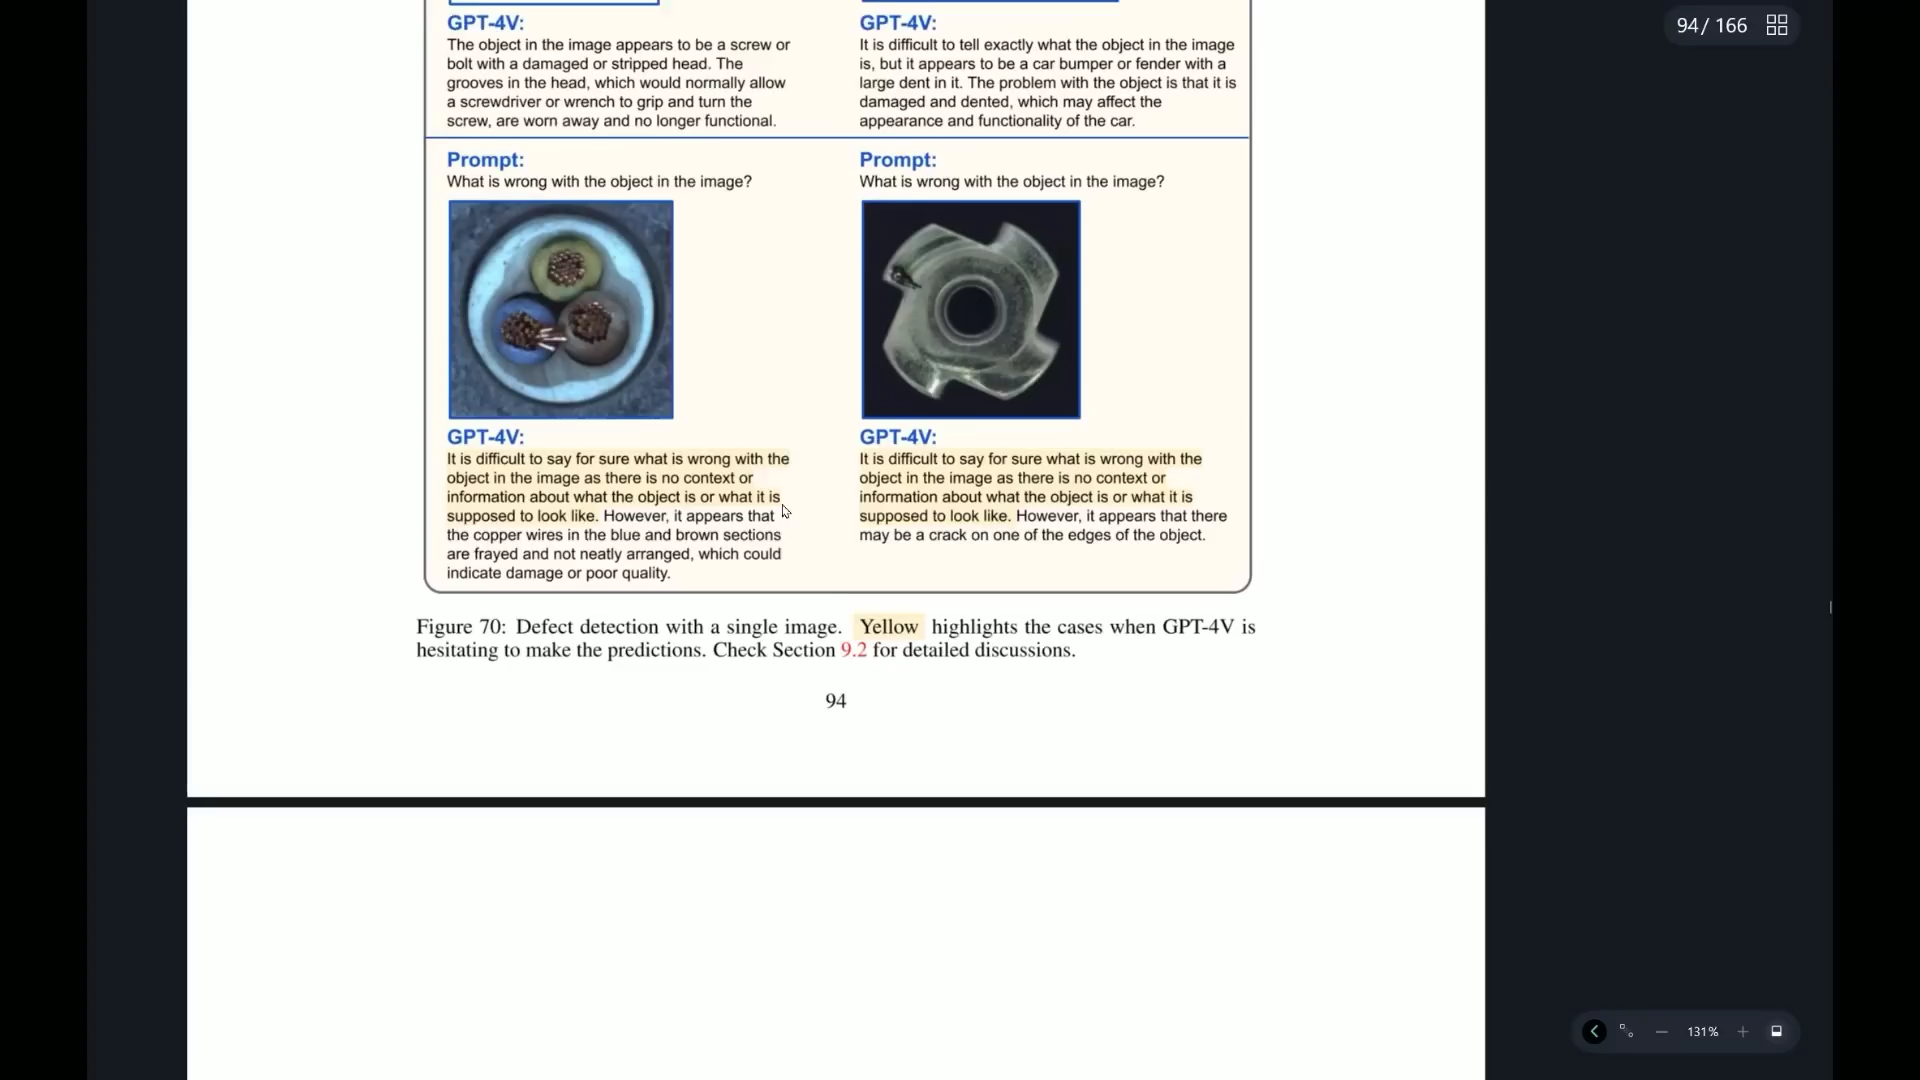 94 / 166
GPT-4V:
The object in the image appears to be a screw or
bolt with a damaged or stripped head. The
grooves in the head, which would normally allow
a screwdriver or wrench to grip and turn the
screw, are worn away and no longer functional.
GPT-4V:
It is difficult to tell exactly what the object in the image
is, but it appears to be a car bumper or fender with a
large dent in it. The problem with the object is that it is
damaged and dented, which may affect the
appearance and functionality of the car.
Prompt:
What is wrong with the object in the image?
Prompt:
What is wrong with the object in the image?
GPT-4V:
It is difficult to say for sure what is wrong with the
object in the image as there is no context or
information about what the object is or what it is
supposed to look like. However, it appears that
the copper wires in the blue and brown sections
are frayed and not neatly arranged, which could
indicate damage or poor quality.
GPT-4V:
It is difficult to say for sure what is wrong with the
object in the image as there is no context or
information about what the object is or what it is
supposed to look like. However, it appears that there
may be a crack on one of the edges of the object.
Figure 70: Defect detection with a single image. Yellow highlights the cases when GPT-4V is
hesitating to make the predictions. Check Section 9.2 for detailed discussions.
94
131%